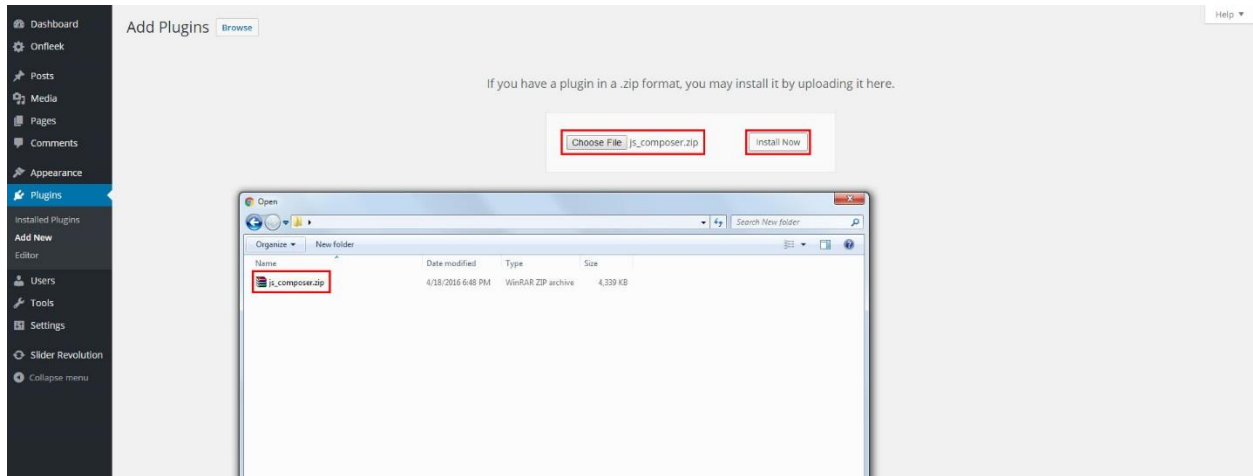 Dashboard
Onfleek
Posts
Media
Pages
Comments
Appearance
Plugins
Installed Plugins
Add New
Editor
Users
Tools
Settings
Slider Revolution
Collapse menu
Help
Add Plugins Browse
If you have a plugin in a .zip format, you may install it by uploading it here.
Choose File js_composer.zip Install Now
Open
Search New folder
Organize New folder
Name Date modified Type Size
js_composer.zip 4/18/2016 6:48 PM WinRAR ZIP archive 4,339 KB